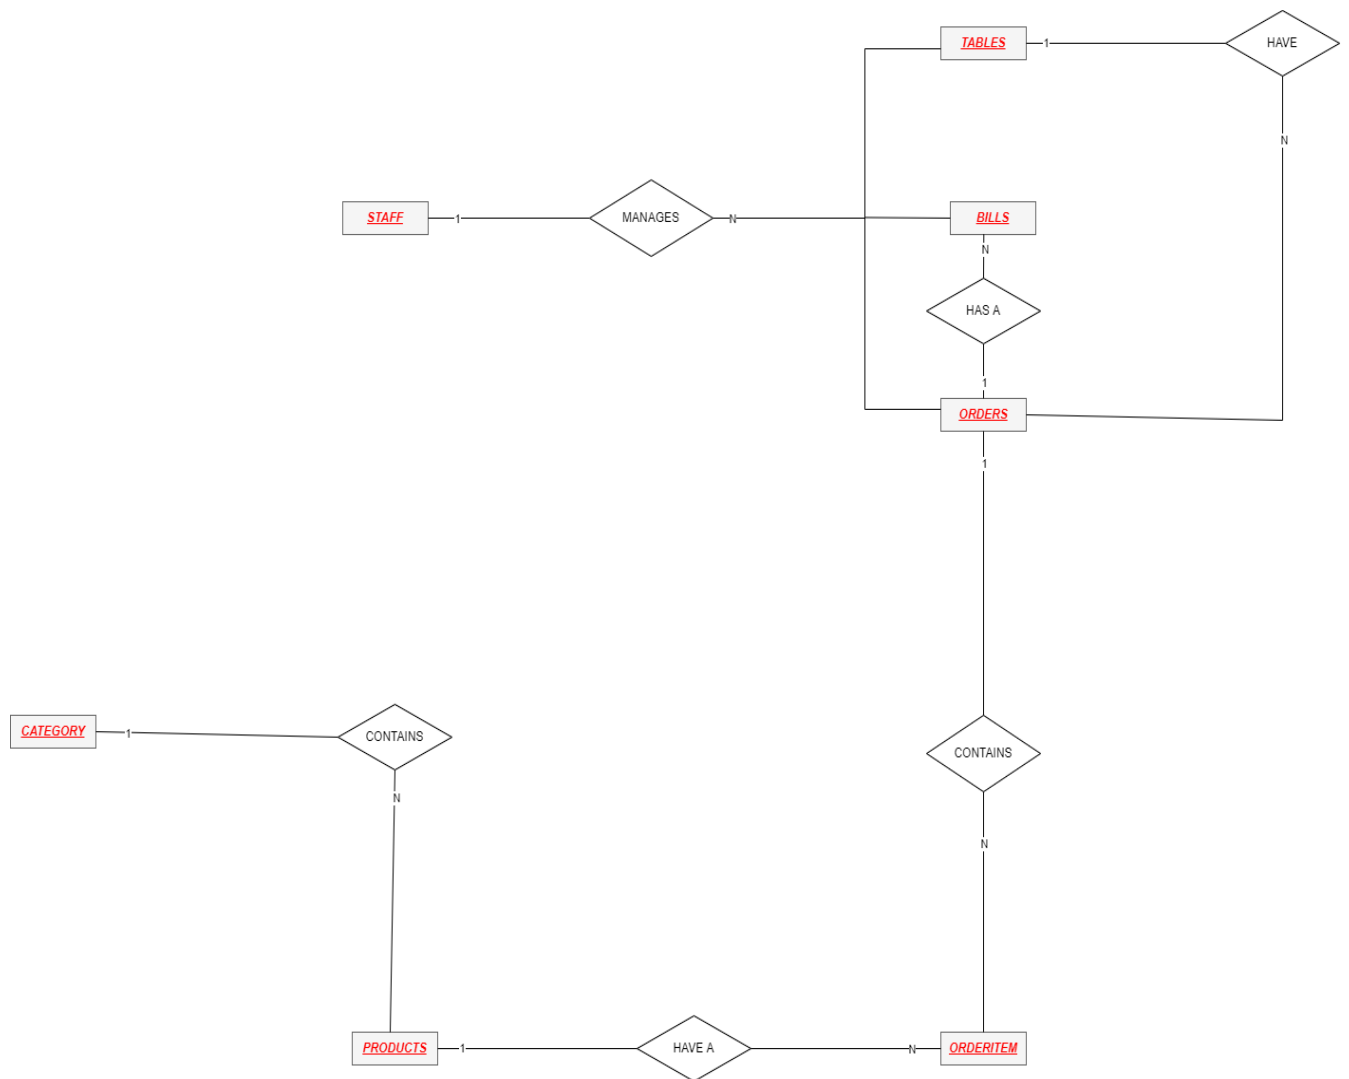 TABLES
1
HAVE
N
STAFF
1
MANAGES
N
BILLS
N
HAS A
1
ORDERS
1
CATEGORY
1
CONTAINS
N
CONTAINS
N
PRODUCTS
1
HAVE A
N
ORDERITEM